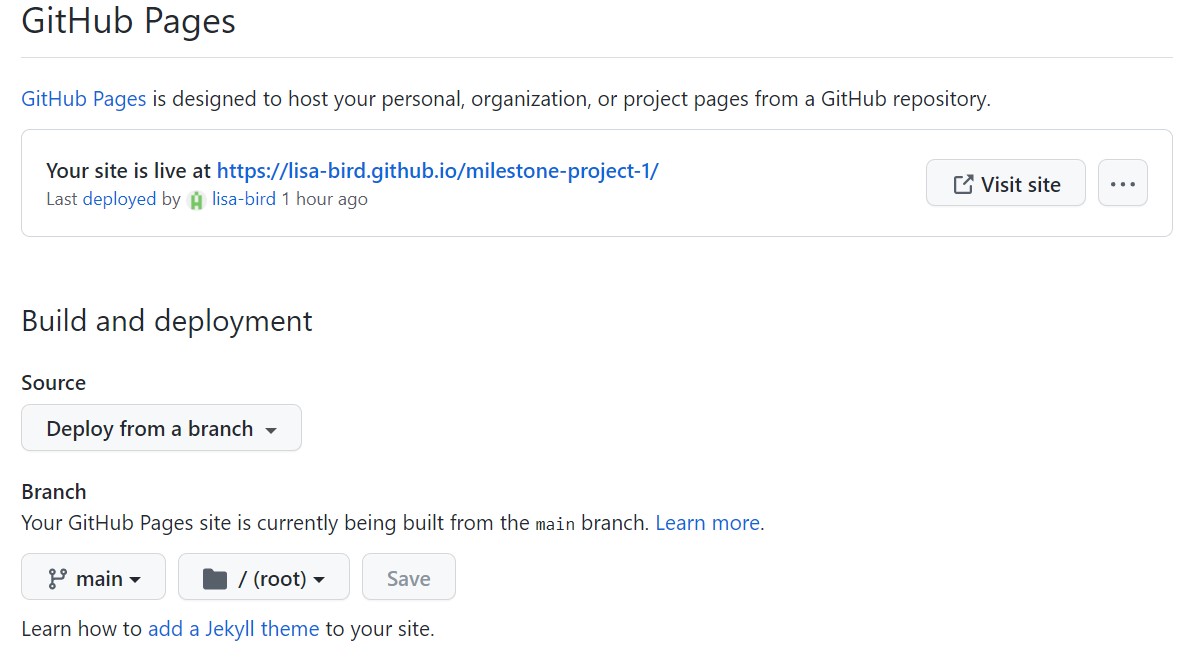 GitHub Pages
GitHub Pages is designed to host your personal, organization, or project pages from a GitHub repository.
Your site is live at https://lisa-bird.github.io/milestone-project-1/
Last deployed by lisa-bird 1 hour ago
Visit site
Build and deployment
Source
Deploy from a branch
Branch
Your GitHub Pages site is currently being built from the main branch. Learn more.
main
/ (root)
Save
Learn how to add a Jekyll theme to your site.